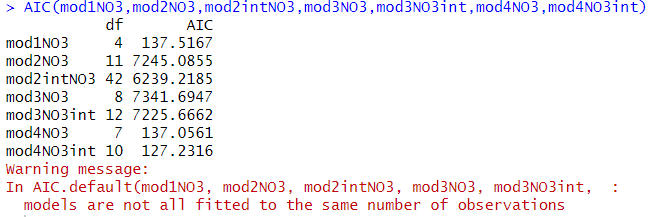 > AIC(mod1NO3,mod2NO3,mod2intNO3,mod3NO3,mod3NO3int,mod4NO3,mod4NO3int)
           df       AIC
mod1NO3     4  137.5167
mod2NO3    11 7245.0855
mod2intNO3 42 6239.2185
mod3NO3     8 7341.6947
mod3NO3int 12 7225.6662
mod4NO3     7  137.0561
mod4NO3int 10  127.2316
Warning message:
In AIC.default(mod1NO3, mod2NO3, mod2intNO3, mod3NO3, mod3NO3int,  :
  models are not all fitted to the same number of observations